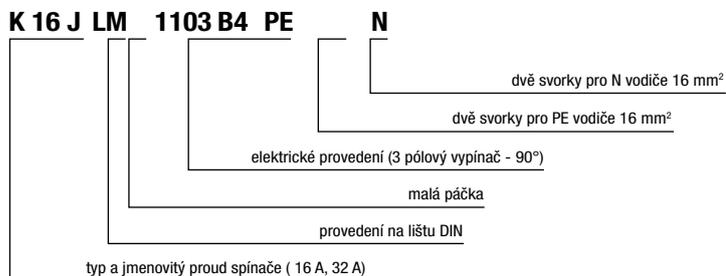 K 16 J LM 1103 B4 PE N
dvě svorky pro N vodiče 16 mm²
dvě svorky pro PE vodiče 16 mm²
elektrické provedení (3 pólový vypínač - 90°)
malá páčka
provedení na lištu DIN
typ a jmenovitý proud spínače ( 16 A, 32 A)